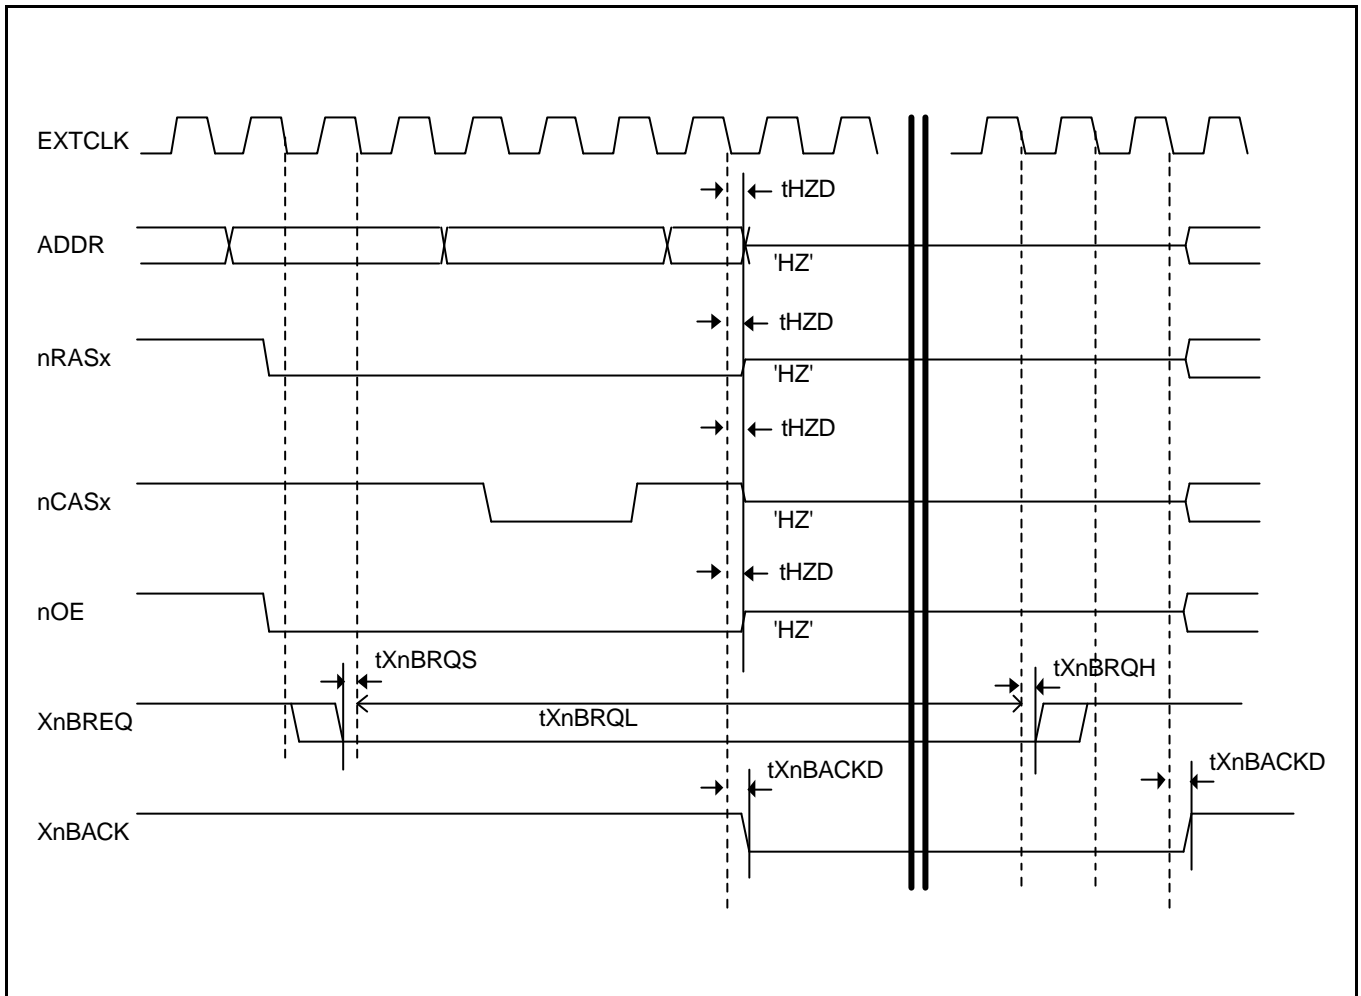 EXTCLK
tHZD
ADDR
'HZ'
tHZD
nRASx
'HZ'
tHZD
nCASx
'HZ'
tHZD
nOE
'HZ'
tXnBRQS
tXnBRQH
XnBREQ
tXnBRQL
tXnBACKD
tXnBACKD
XnBACK